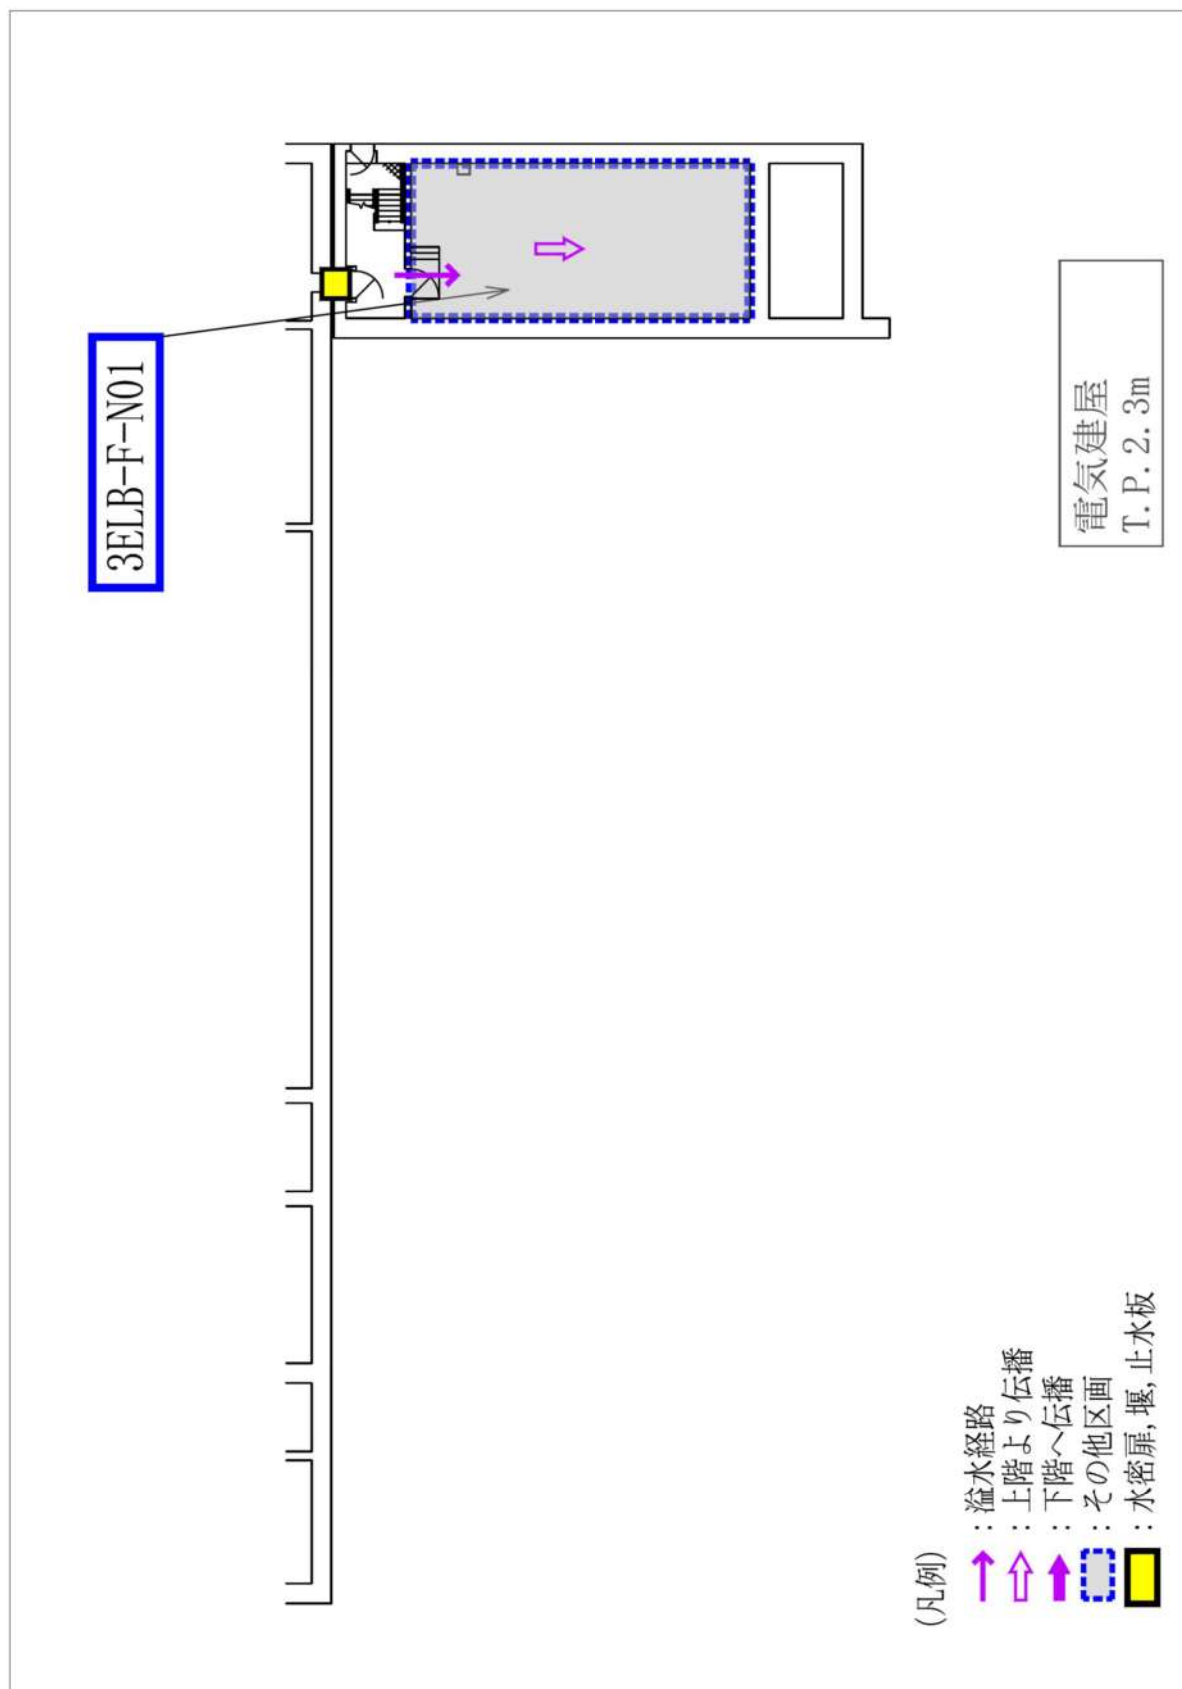 3ELB-F-N01
電気建屋
T.P.2.3m
(凡例)
：溢水経路
：上階より伝播
：下階へ伝播
：その他区画
：水密扉,堰,止水板